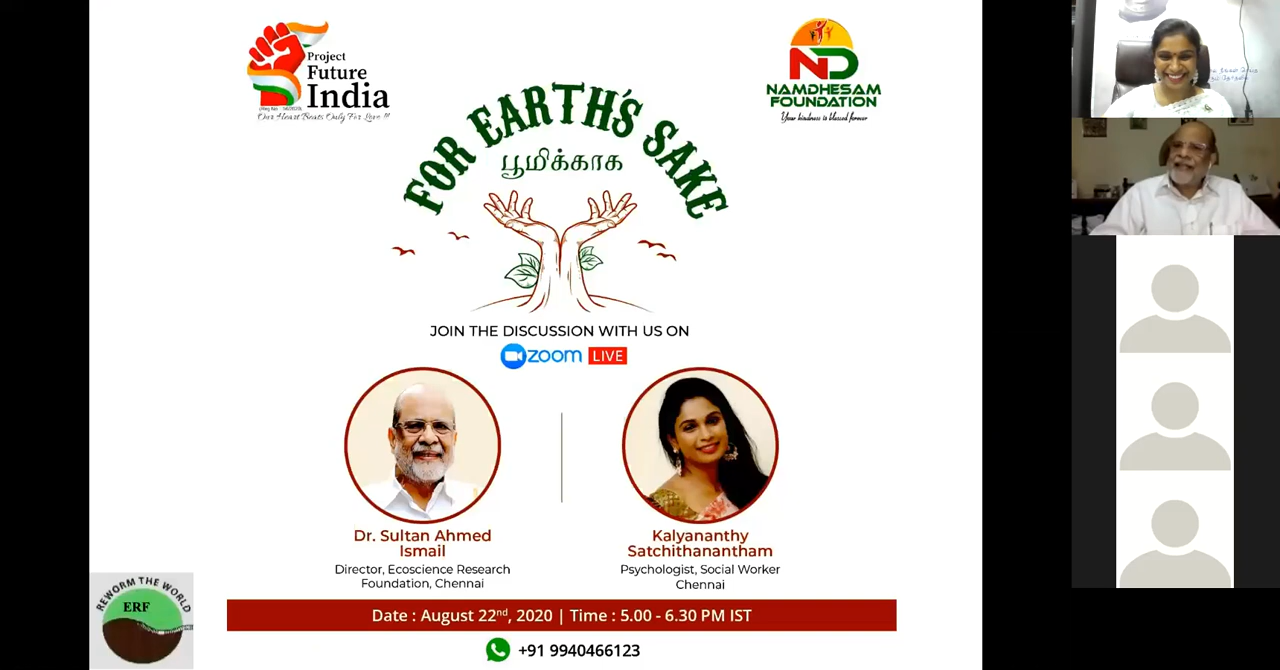 Project
Future
India
Our Heart Beats Only For Love !!!
ND
NAMDHESAM
FOUNDATION
Your kindness is blessed forever
FOR EARTH'S SAKE
பூமிக்காக
JOIN THE DISCUSSION WITH US ON
zoom LIVE
Dr. Sultan Ahmed
Ismail
Director, Ecoscience Research
Foundation, Chennai
Kalyananthy
Satchithanantham
Psychologist, Social Worker
Chennai
REWORM THE WORLD
ERF
Date : August 22nd, 2020 | Time : 5.00 - 6.30 PM IST
+91 9940466123